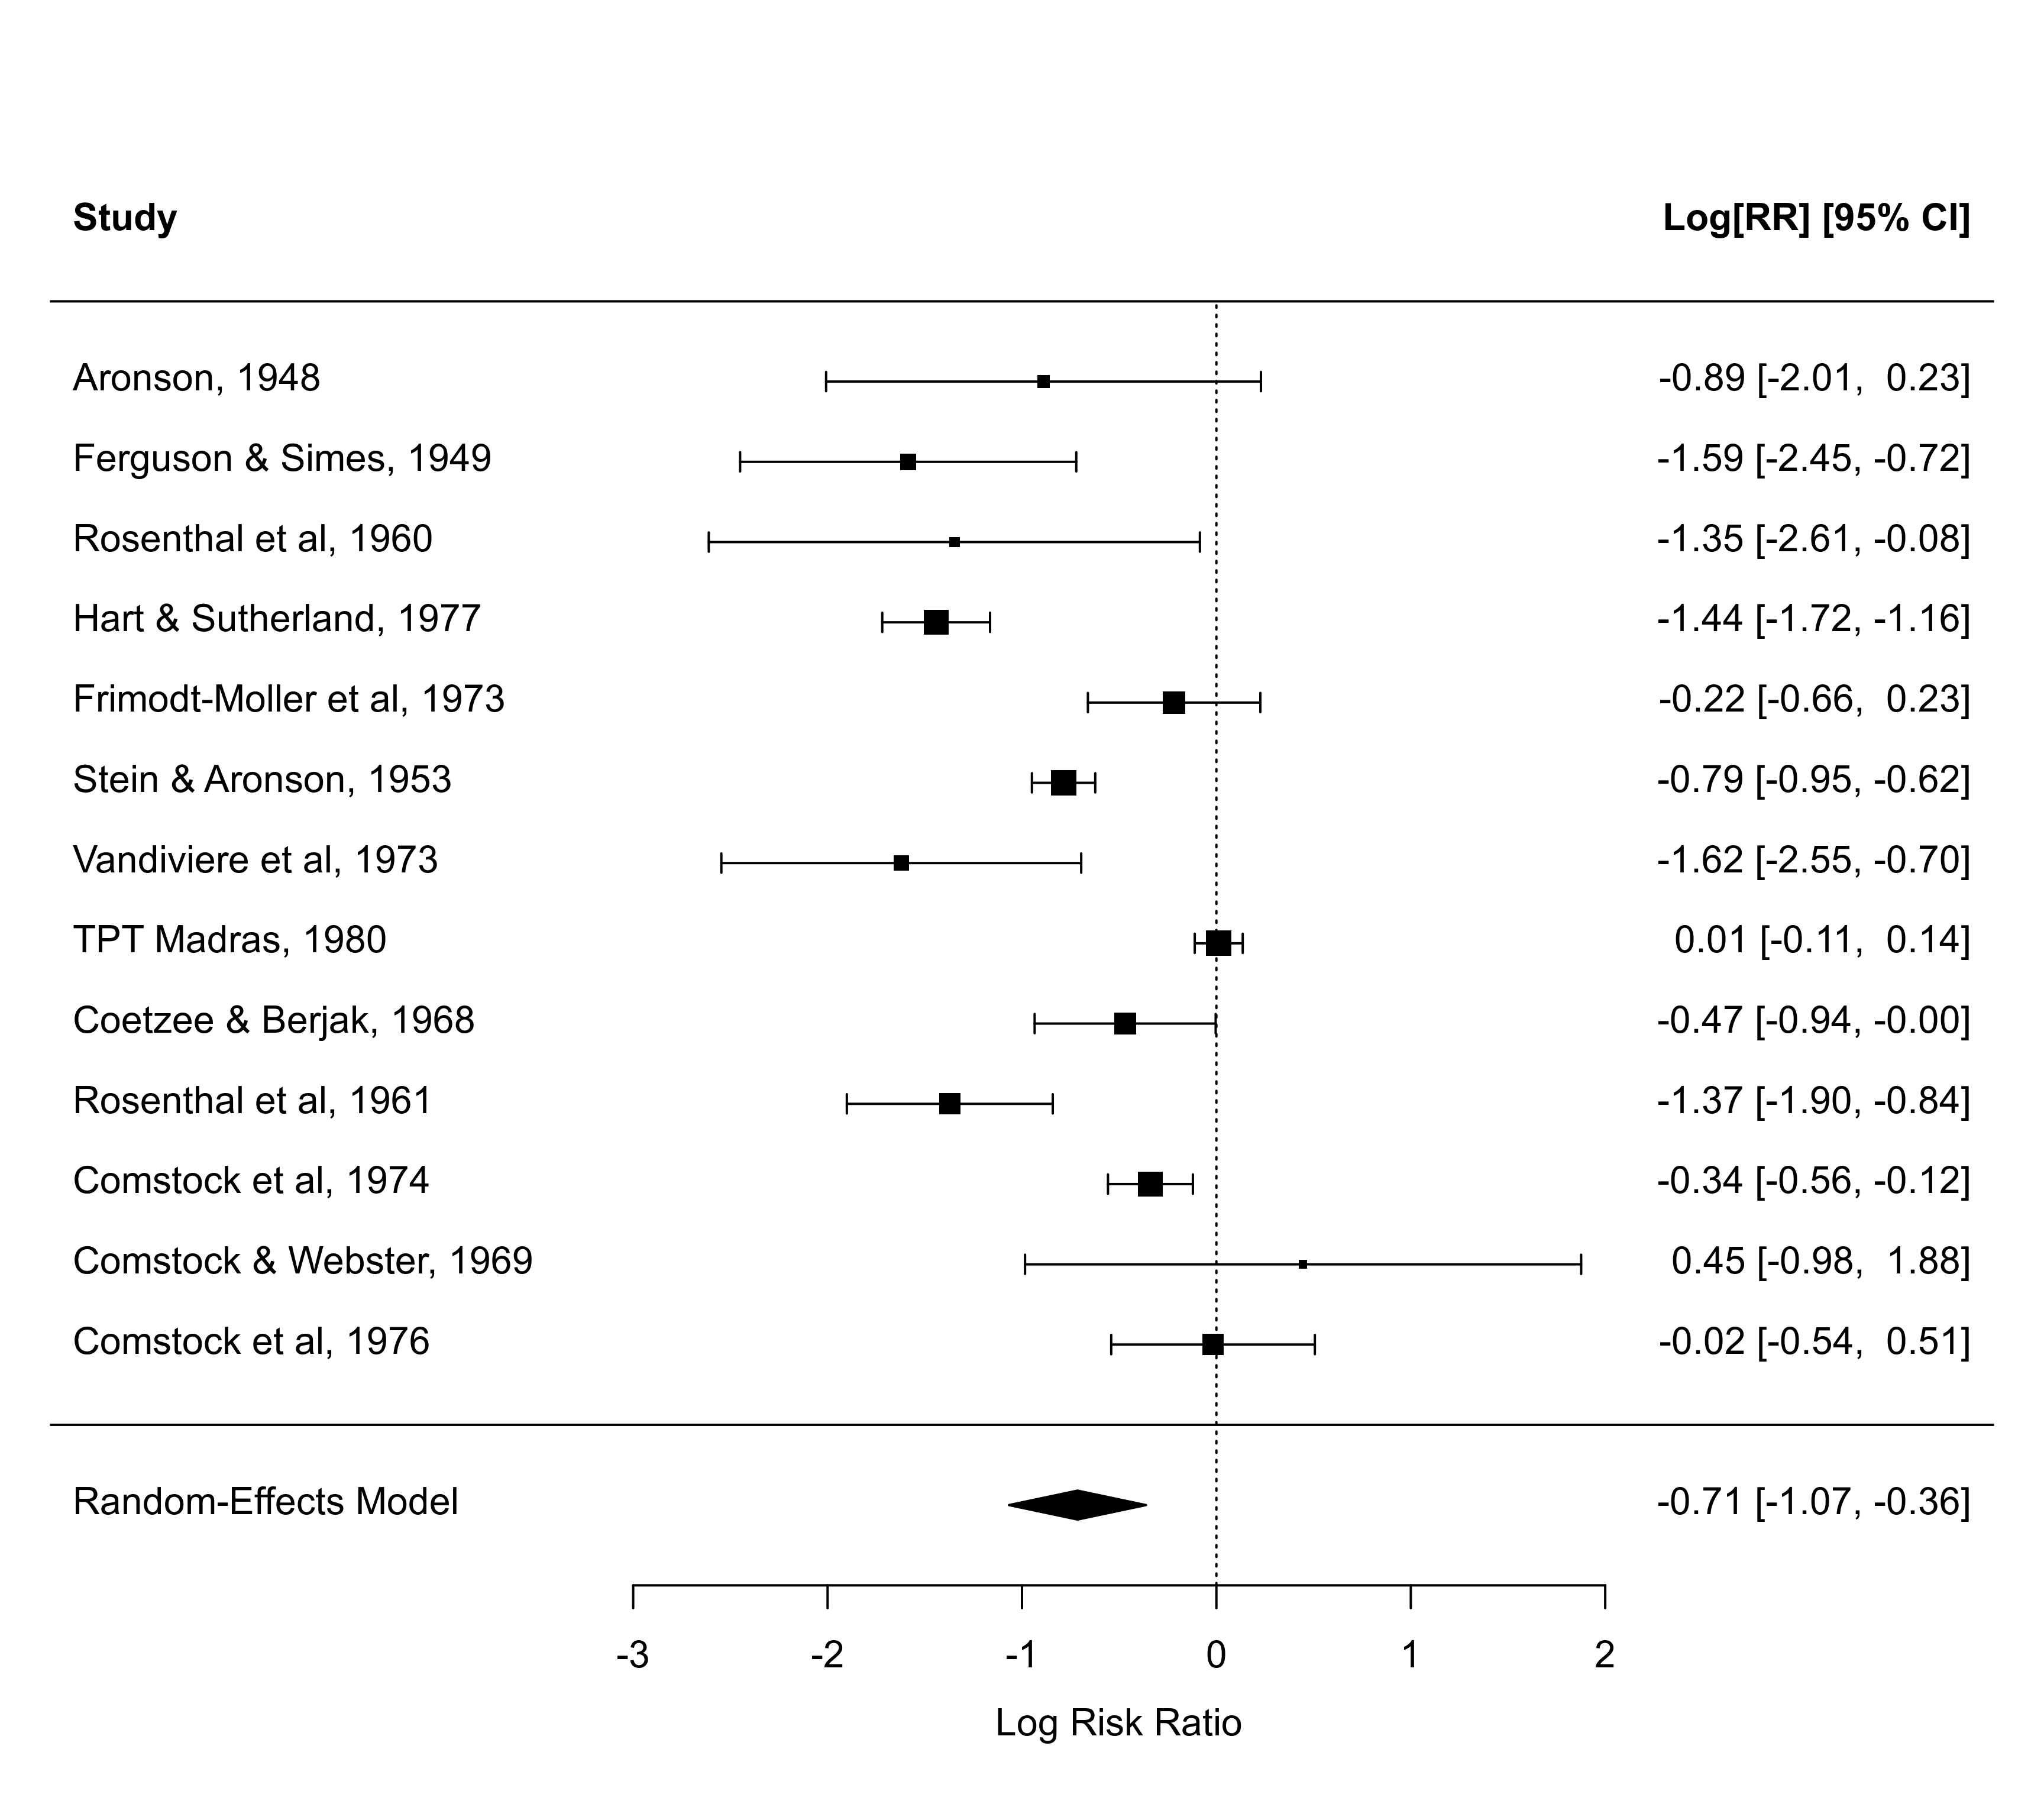 Study Log[RR] [95% CI]
Aronson, 1948 -0.89 [-2.01, 0.23]
Ferguson & Simes, 1949 -1.59 [-2.45, -0.72]
Rosenthal et al, 1960 -1.35 [-2.61, -0.08]
Hart & Sutherland, 1977 -1.44 [-1.72, -1.16]
Frimodt-Moller et al, 1973 -0.22 [-0.66, 0.23]
Stein & Aronson, 1953 -0.79 [-0.95, -0.62]
Vandiviere et al, 1973 -1.62 [-2.55, -0.70]
TPT Madras, 1980 0.01 [-0.11, 0.14]
Coetzee & Berjak, 1968 -0.47 [-0.94, -0.00]
Rosenthal et al, 1961 -1.37 [-1.90, -0.84]
Comstock et al, 1974 -0.34 [-0.56, -0.12]
Comstock & Webster, 1969 0.45 [-0.98, 1.88]
Comstock et al, 1976 -0.02 [-0.54, 0.51]
Random-Effects Model -0.71 [-1.07, -0.36]
-3 -2 -1 0 1 2
Log Risk Ratio